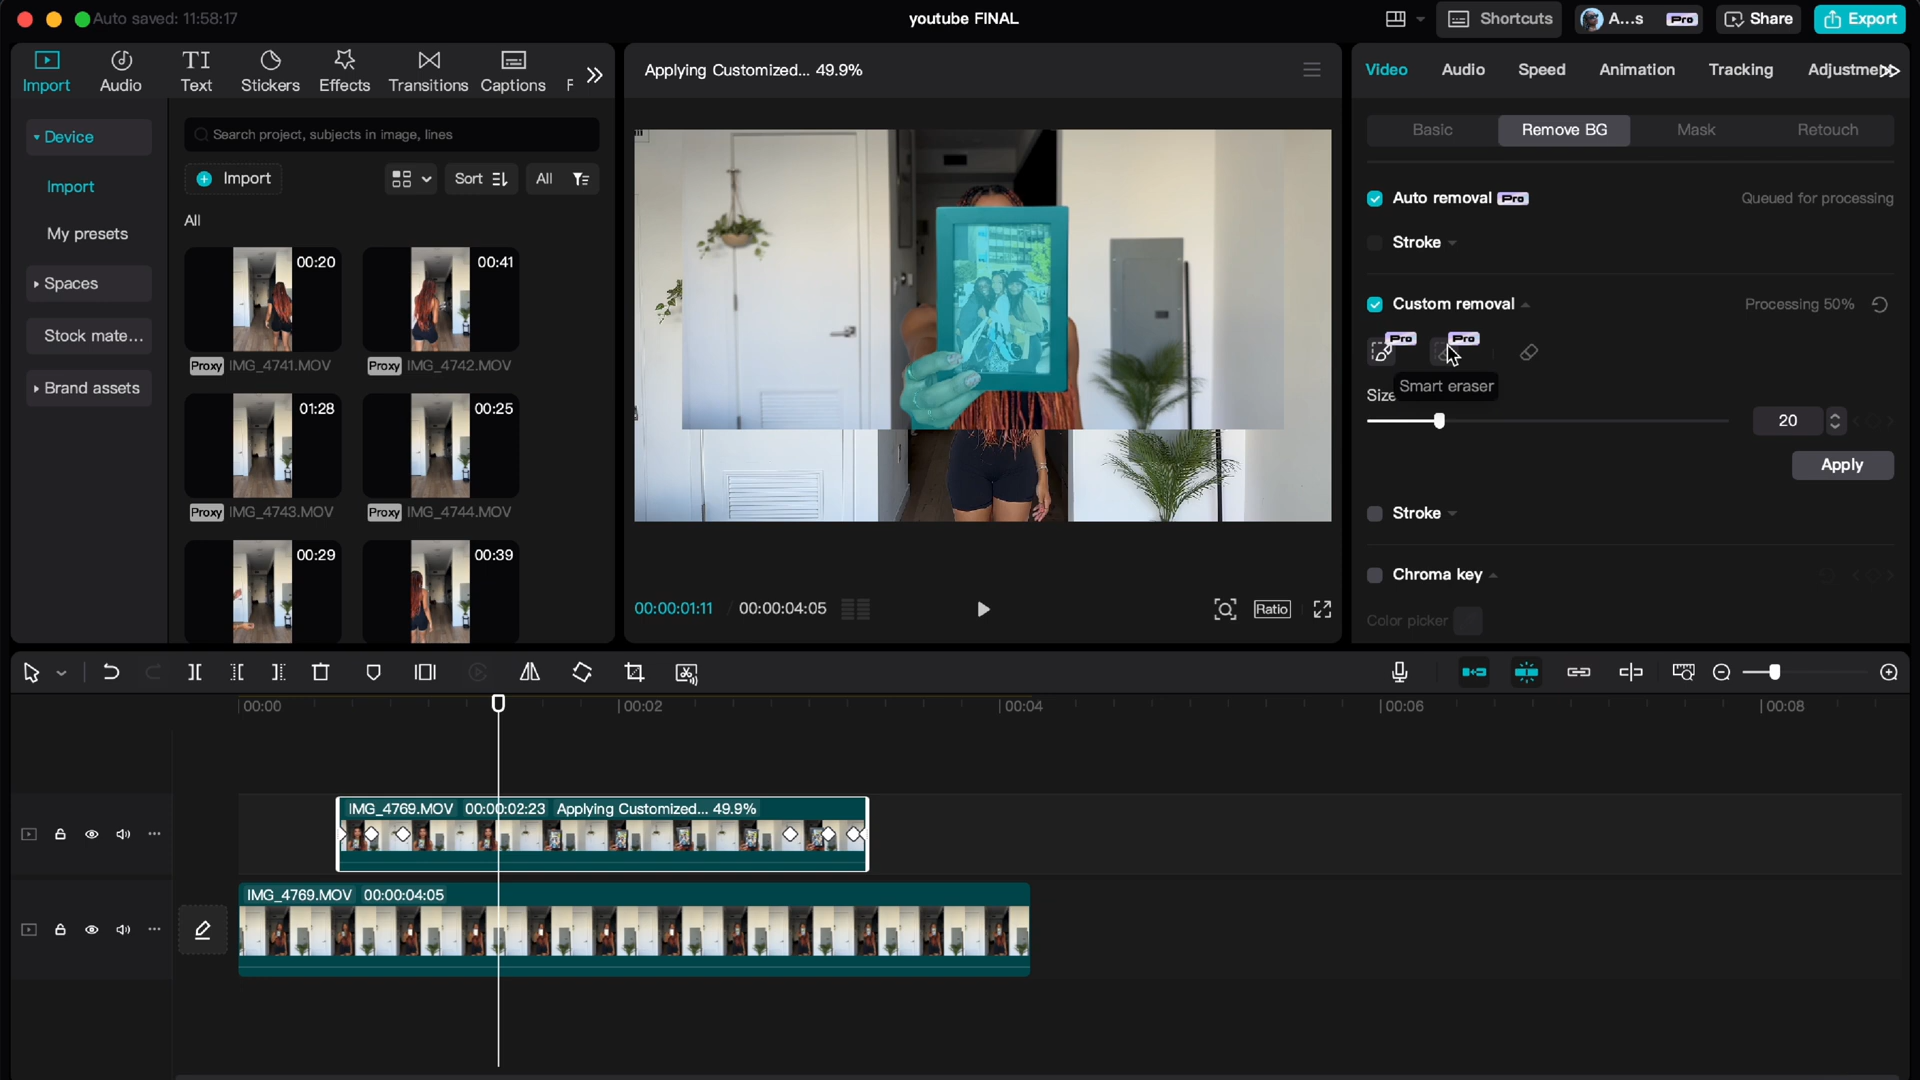 Auto saved: 11:58:17
youtube FINAL
Shortcuts
A...s
Pro
Share
Export
Import
Audio
Text
Stickers
Effects
Transitions
Captions
F
Applying Customized... 49.9%
Video
Audio
Speed
Animation
Tracking
Adjustme
Device
Import
My presets
Spaces
Stock mate...
Brand assets
Search project, subjects in image, lines
Import
Sort
All
All
00:20
00:41
Proxy IMG_4741.MOV
Proxy IMG_4742.MOV
01:28
00:25
Proxy IMG_4743.MOV
Proxy IMG_4744.MOV
00:29
00:39
00:00:01:11 / 00:00:04:05
Ratio
Basic
Remove BG
Mask
Retouch
Auto removal Pro
Queued for processing
Stroke
Custom removal
Processing 50%
Pro
Pro
Smart eraser
Size
20
Apply
Stroke
Chroma key
Color picker
00:00
00:02
00:04
00:06
00:08
IMG_4769.MOV 00:00:02:23 Applying Customized... 49.9%
IMG_4769.MOV 00:00:04:05